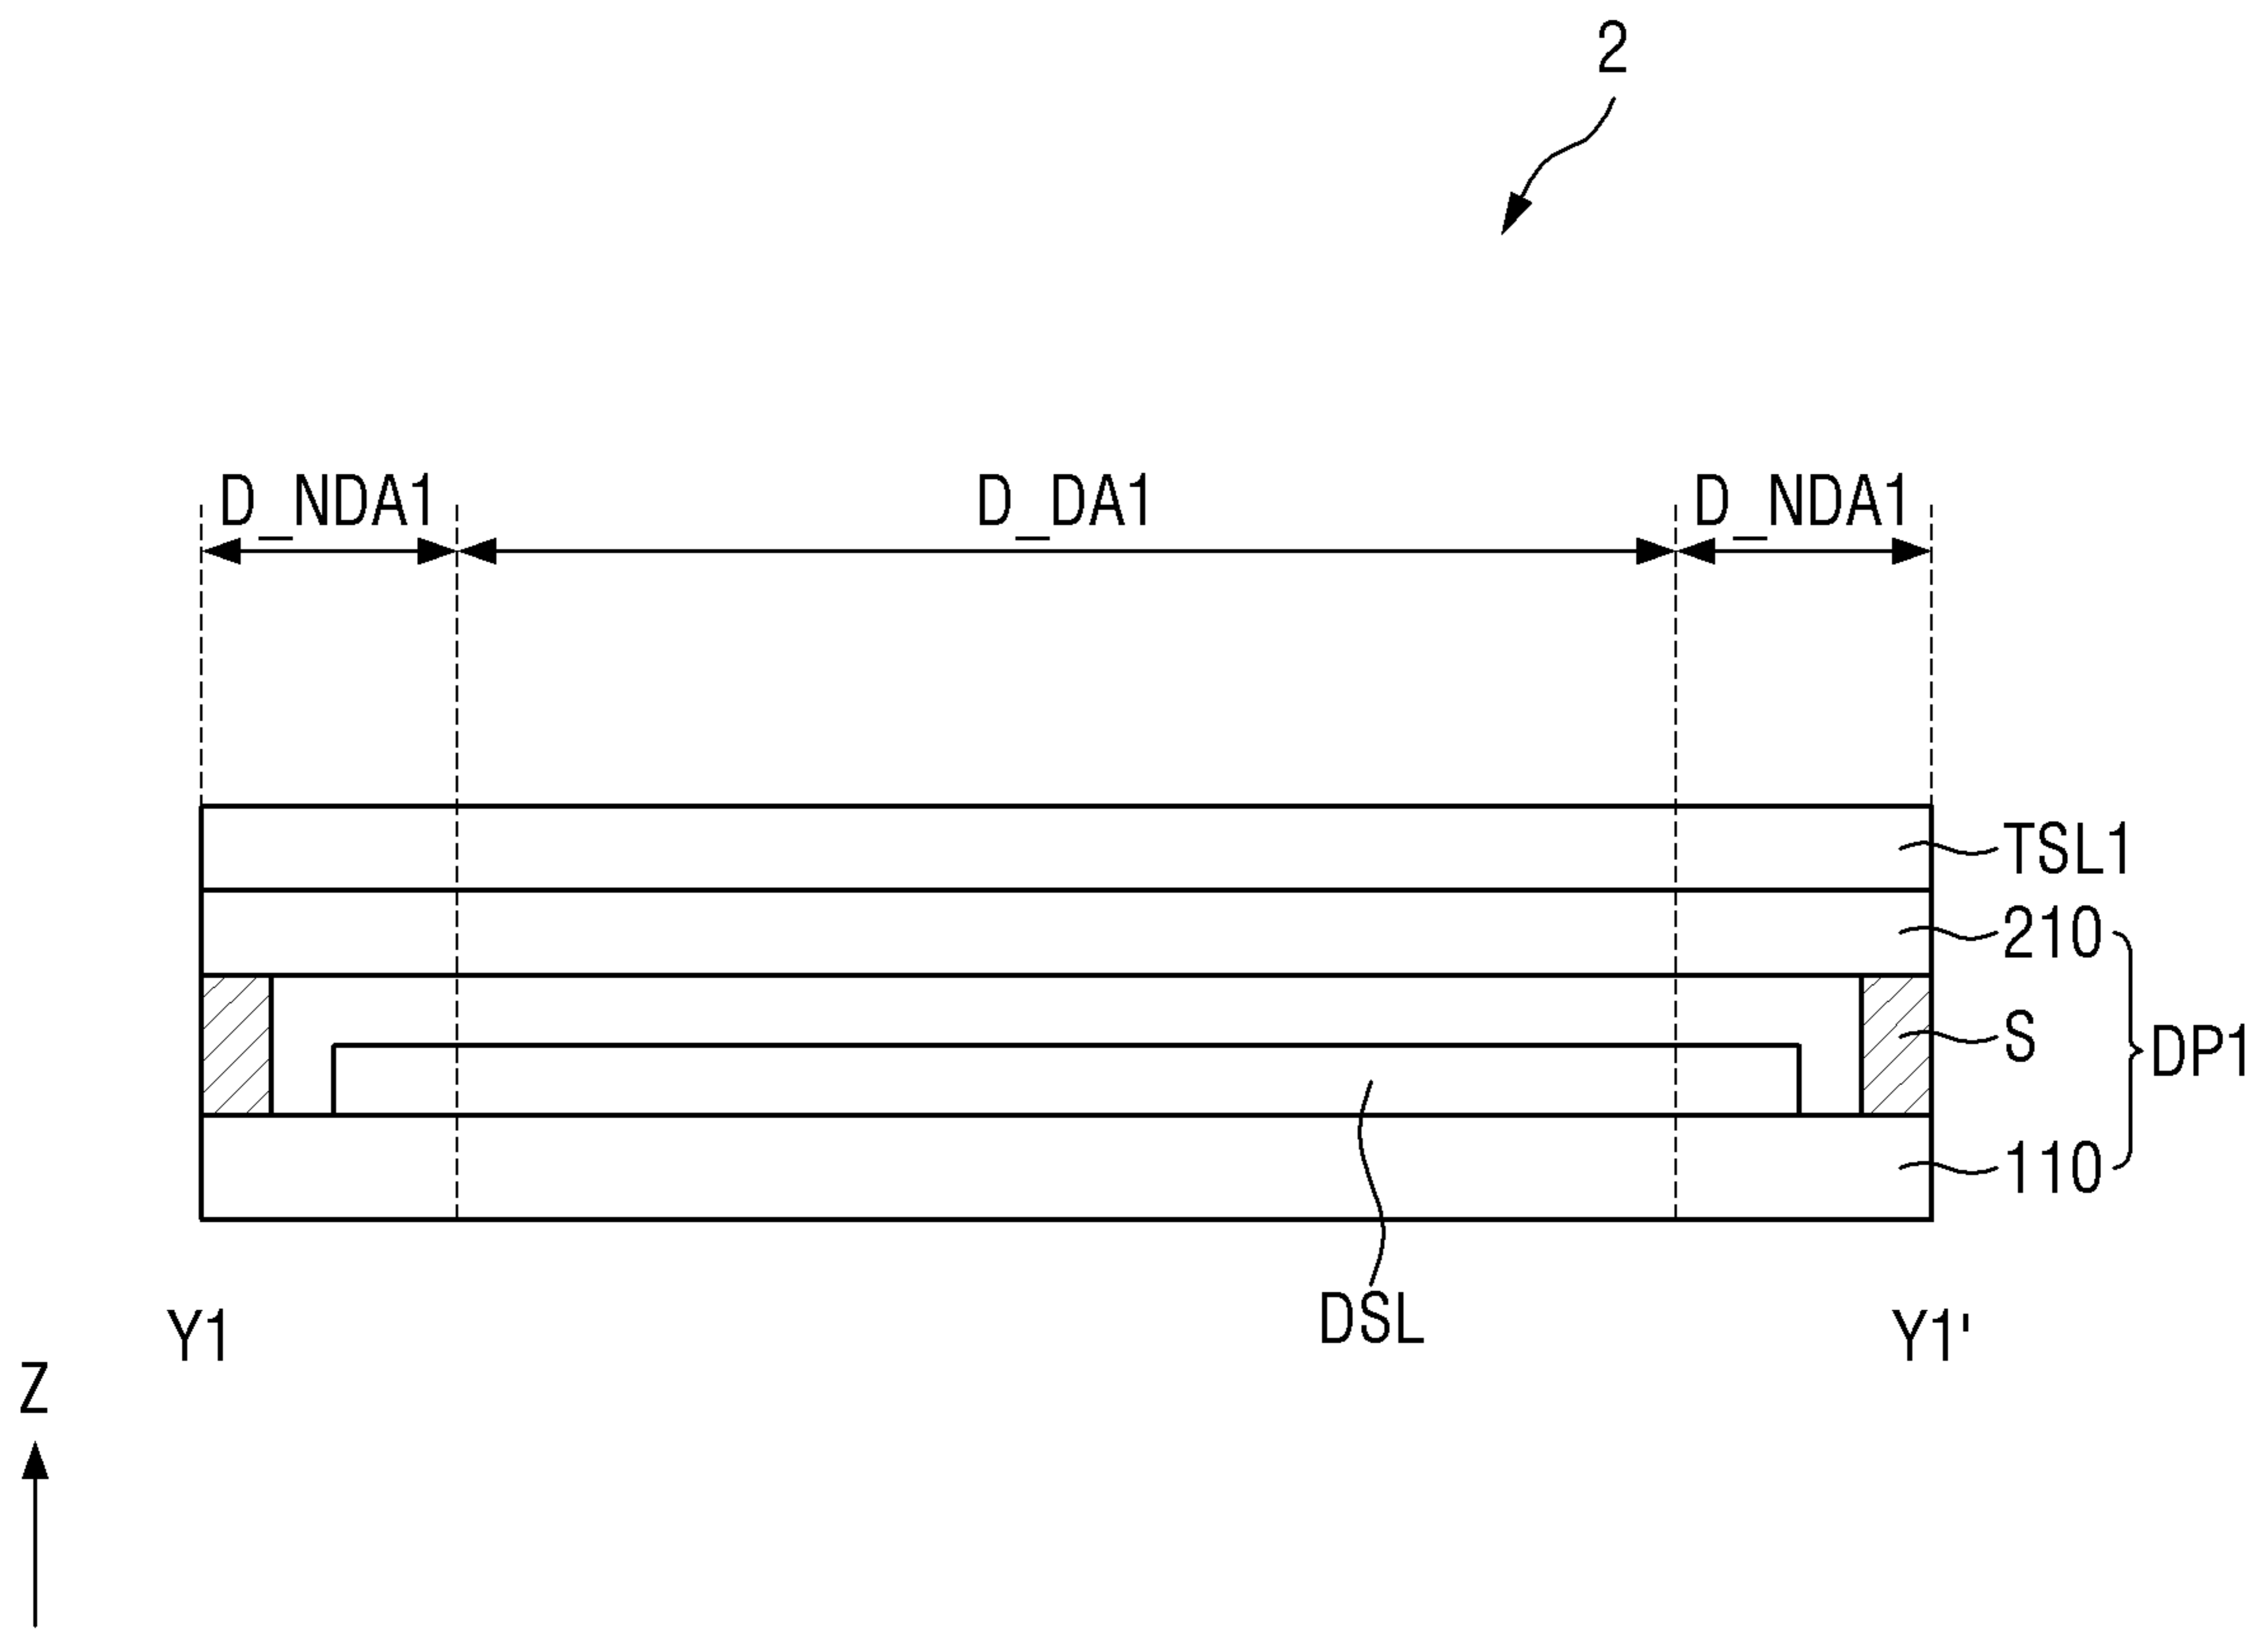 2
D_NDA1 D_DA1 D_NDA1
TSL1
210
S
DP1
110
DSL
Y1 Y1'
Z